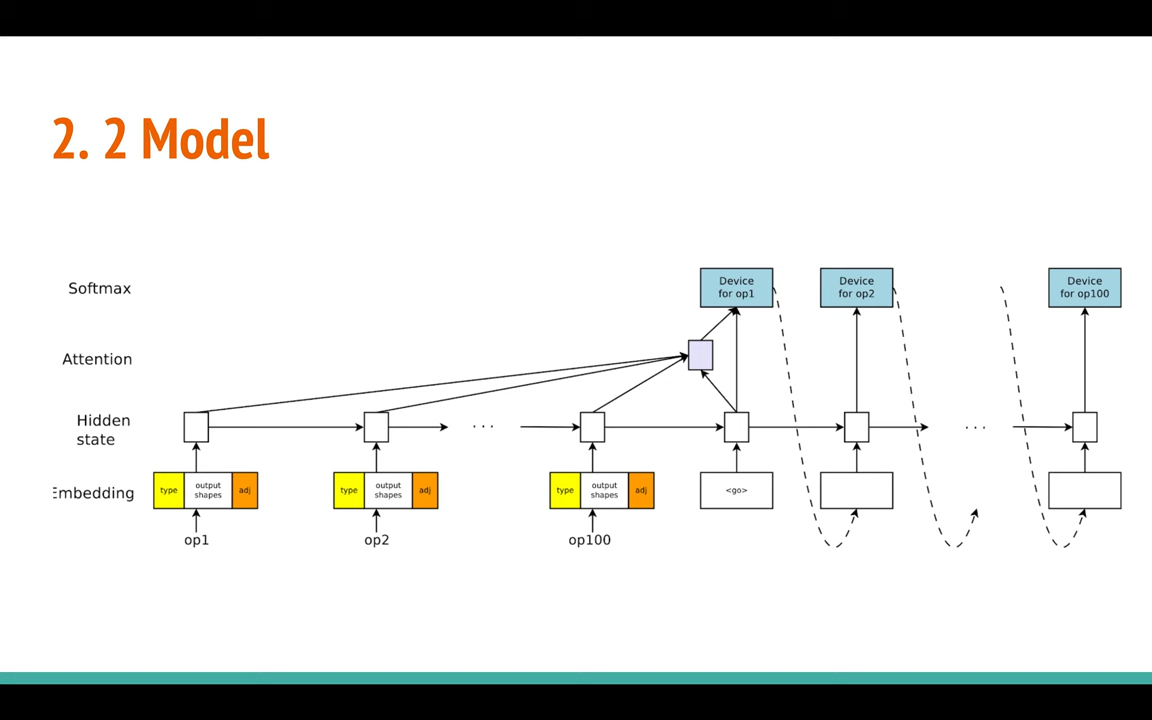 2. 2 Model
Softmax
Device
for op1
Device
for op2
Device
for op100
Attention
Hidden
state
. . .
. . .
Embedding
type
output
shapes
adj
type
output
shapes
adj
type
output
shapes
adj
<go>
op1
op2
op100